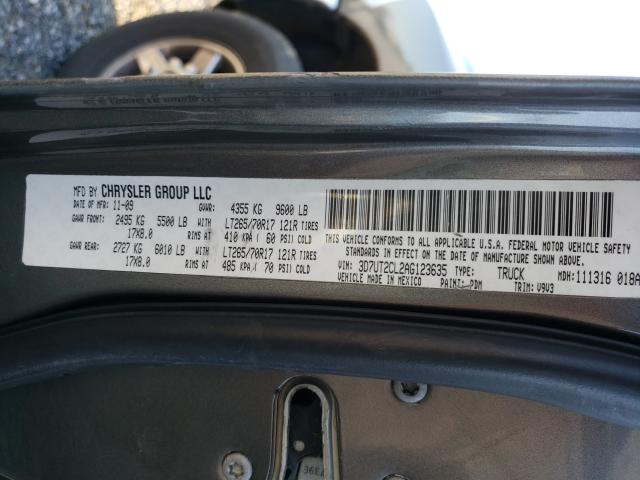 MFD BY CHRYSLER GROUP LLC
DATE OF MFR: 11-09 GVWR: 4355 KG 9600 LB
GAWR FRONT: 2495 KG 5500 LB WITH LT265/70R17 121R TIRES
17X8.0 RIMS AT 410 KPA( 60 PSI) COLD
GAWR REAR: 2727 KG 6010 LB WITH LT265/70R17 121R TIRES
17X8.0 RIMS AT 485 KPA( 70 PSI) COLD
THIS VEHICLE CONFORMS TO ALL APPLICABLE U.S.A. FEDERAL MOTOR VEHICLE SAFETY
STANDARDS IN EFFECT ON THE DATE OF MANUFACTURE SHOWN ABOVE.
VIN: 3D7UT2CL2AG123635 TYPE: TRUCK MDH:111316 018A
VEHICLE MADE IN MEXICO PAINT: PDM TRIM: V9V3